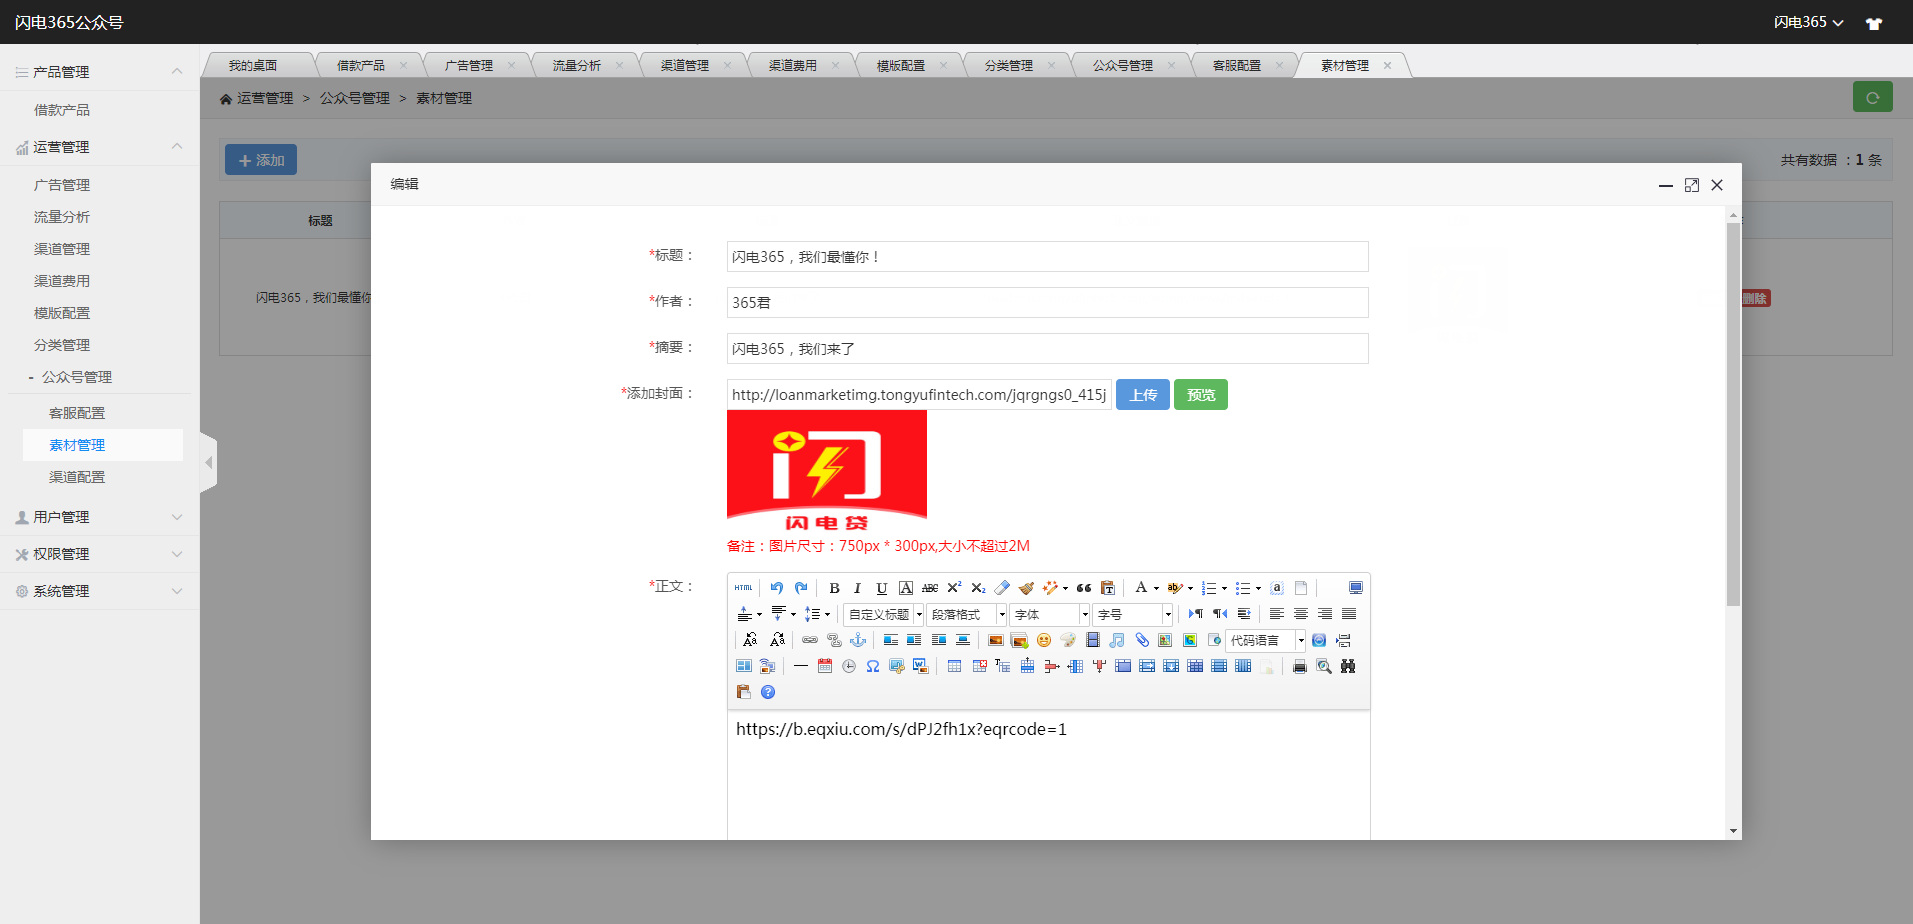 闪电365公众号
闪电365
产品管理
借款产品
运营管理
广告管理
流量分析
渠道管理
渠道费用
模版配置
分类管理
- 公众号管理
客服配置
素材管理
渠道配置
用户管理
权限管理
系统管理
我的桌面 借款产品 广告管理 流量分析 渠道管理 渠道费用 模版配置 分类管理 公众号管理 客服配置 素材管理
运营管理 > 公众号管理 > 素材管理
添加
共有数据 ：1 条
标题
闪电365，我们最懂你
删除
编辑
*标题： 闪电365，我们最懂你！
*作者： 365君
*摘要： 闪电365，我们来了
*添加封面： http://loanmarketimg.tongyufintech.com/jqrgngs0_415j 上传 预览
闪
闪电贷
备注：图片尺寸：750px * 300px,大小不超过2M
*正文：
HTML B I U A ABC X² X₂ A ab a
自定义标题 段落格式 字体 字号
代码语言
https://b.eqxiu.com/s/dPJ2fh1x?eqrcode=1